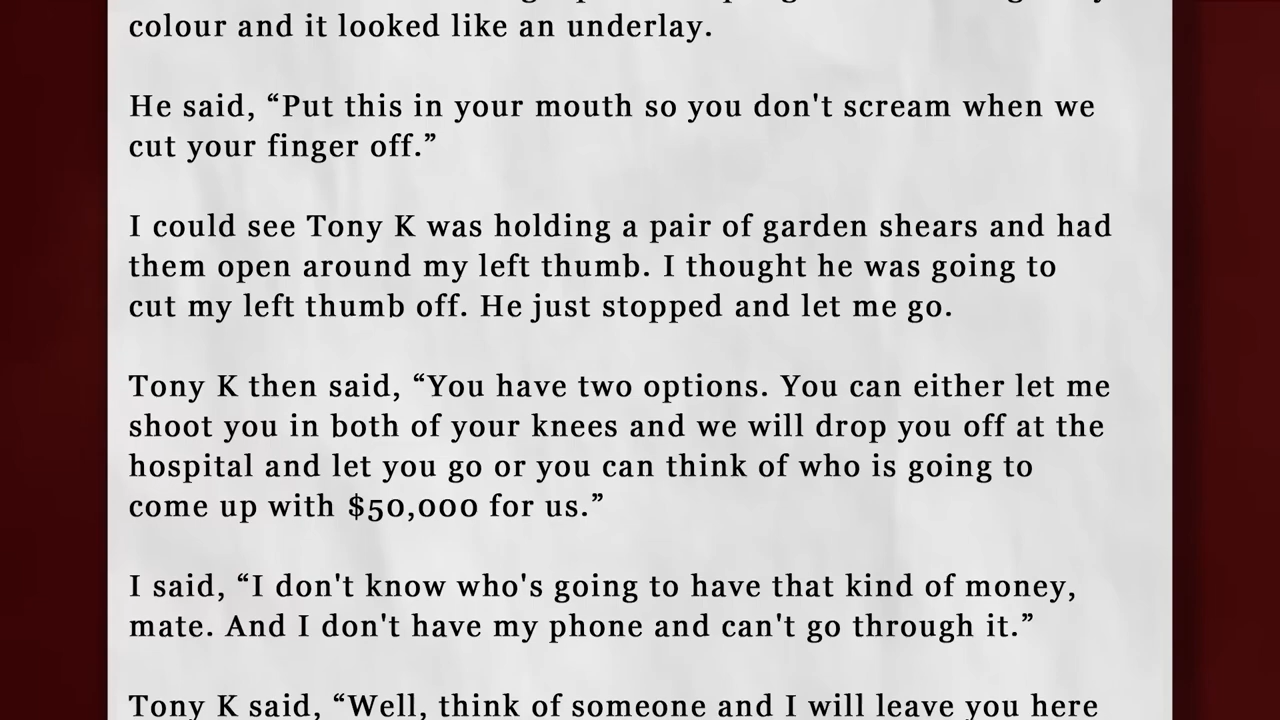 colour and it looked like an underlay.
He said, “Put this in your mouth so you don't scream when we
cut your finger off.”
I could see Tony K was holding a pair of garden shears and had
them open around my left thumb. I thought he was going to
cut my left thumb off. He just stopped and let me go.
Tony K then said, “You have two options. You can either let me
shoot you in both of your knees and we will drop you off at the
hospital and let you go or you can think of who is going to
come up with $50,000 for us.”
I said, “I don't know who's going to have that kind of money,
mate. And I don't have my phone and can't go through it.”
Tony K said, “Well, think of someone and I will leave you here